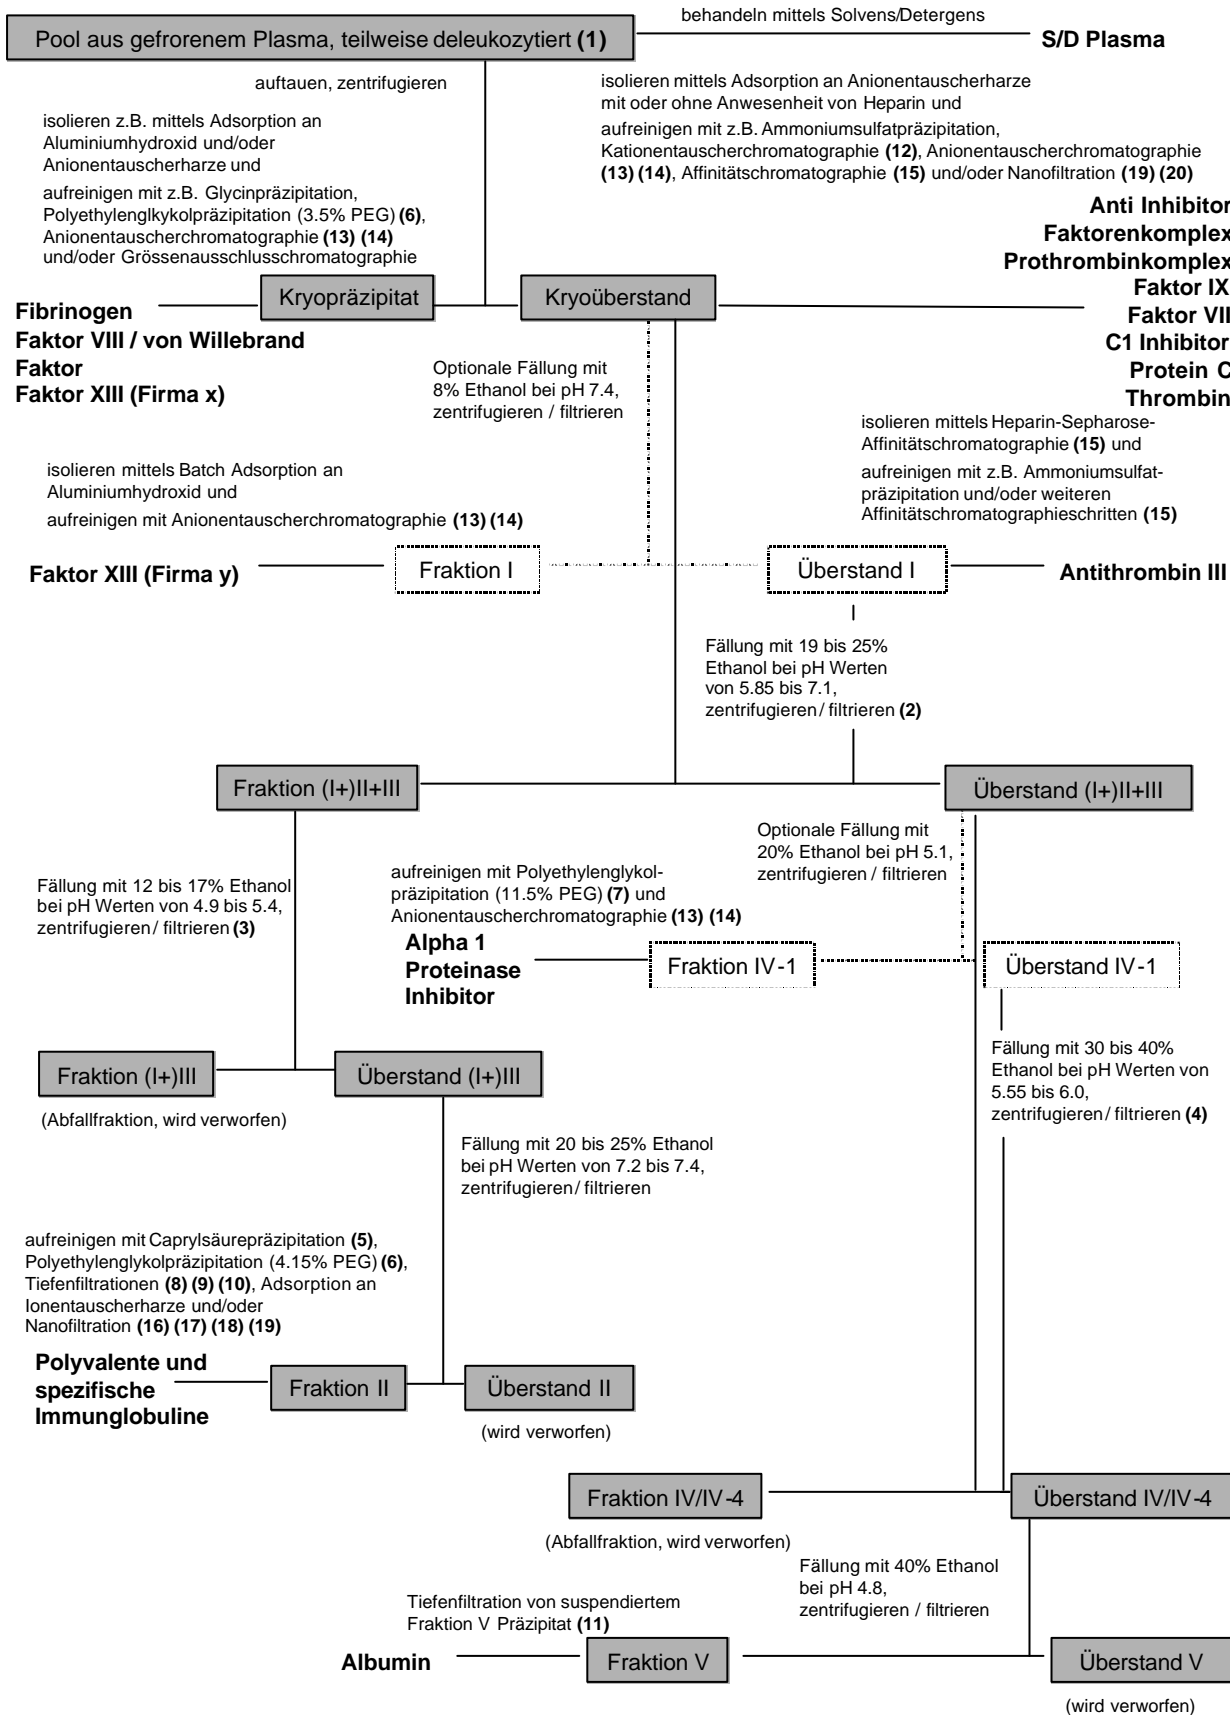 behandeln mittels Solvens/Detergens
Pool aus gefrorenem Plasma, teilweise deleukozytiert (1)
S/D Plasma
auftauen, zentrifugieren
isolieren z.B. mittels Adsorption an
Aluminiumhydroxid und/oder
Anionentauscherharze und
aufreinigen mit z.B. Glycinpräzipitation,
Polyethylenglkykolpräzipitation (3.5% PEG) (6),
Anionentauscherchromatographie (13) (14)
und/oder Grössenausschlusschromatographie
isolieren mittels Adsorption an Anionentauscherharze
mit oder ohne Anwesenheit von Heparin und
aufreinigen mit z.B. Ammoniumsulfatpräzipitation,
Kationentauscherchromatographie (12), Anionentauscherchromatographie
(13) (14), Affinitätschromatographie (15) und/oder Nanofiltration (19) (20)
Kryopräzipitat
Kryoüberstand
Fibrinogen
Faktor VIII / von Willebrand
Faktor
Faktor XIII (Firma x)
Anti Inhibitor
Faktorenkomplex
Prothrombinkomplex
Faktor IX
Faktor VII
C1 Inhibitor
Protein C
Thrombin
Optionale Fällung mit
8% Ethanol bei pH 7.4,
zentrifugieren / filtrieren
isolieren mittels Heparin-Sepharose-
Affinitätschromatographie (15) und
aufreinigen mit z.B. Ammoniumsulfat-
präzipitation und/oder weiteren
Affinitätschromatographieschritten (15)
isolieren mittels Batch Adsorption an
Aluminiumhydroxid und
aufreinigen mit Anionentauscherchromatographie (13) (14)
Faktor XIII (Firma y)
Fraktion I
Überstand I
Antithrombin III
Fällung mit 19 bis 25%
Ethanol bei pH Werten
von 5.85 bis 7.1,
zentrifugieren/ filtrieren (2)
Fraktion (I+)II+III
Überstand (I+)II+III
Optionale Fällung mit
20% Ethanol bei pH 5.1,
zentrifugieren / filtrieren
Fällung mit 12 bis 17% Ethanol
bei pH Werten von 4.9 bis 5.4,
zentrifugieren/ filtrieren (3)
aufreinigen mit Polyethylenglykol-
präzipitation (11.5% PEG) (7) und
Anionentauscherchromatographie (13) (14)
Alpha 1
Proteinase
Inhibitor
Fraktion IV-1
Überstand IV-1
Fällung mit 30 bis 40%
Ethanol bei pH Werten von
5.55 bis 6.0,
zentrifugieren/ filtrieren (4)
Fraktion (I+)III
Überstand (I+)III
(Abfallfraktion, wird verworfen)
Fällung mit 20 bis 25% Ethanol
bei pH Werten von 7.2 bis 7.4,
zentrifugieren/ filtrieren
aufreinigen mit Caprylsäurepräzipitation (5),
Polyethylenglykolpräzipitation (4.15% PEG) (6),
Tiefenfiltrationen (8) (9) (10), Adsorption an
Ionentauscherharze und/oder
Nanofiltration (16) (17) (18) (19)
Polyvalente und
spezifische
Immunglobuline
Fraktion II
Überstand II
(wird verworfen)
Fraktion IV/IV-4
Überstand IV/IV-4
(Abfallfraktion, wird verworfen)
Fällung mit 40% Ethanol
bei pH 4.8,
zentrifugieren / filtrieren
Tiefenfiltration von suspendiertem
Fraktion V Präzipitat (11)
Albumin
Fraktion V
Überstand V
(wird verworfen)